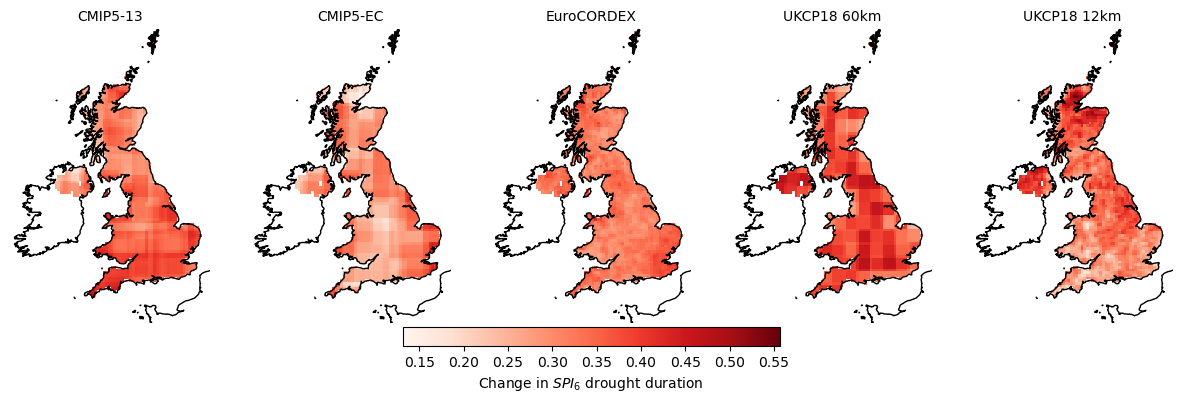 CMIP5-13 CMIP5-EC EuroCORDEX UKCP18 60km UKCP18 12km
0.15 0.20 0.25 0.30 0.35 0.40 0.45 0.50 0.55
Change in SPI₆ drought duration